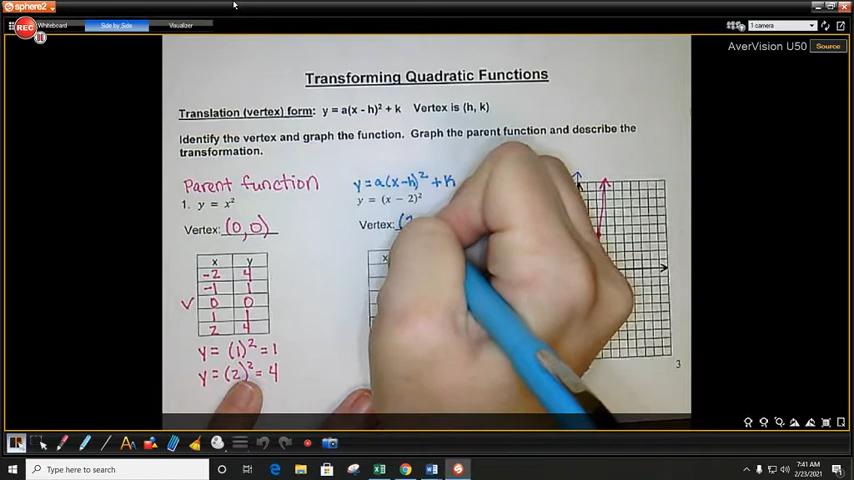 sphere2
REC
Whiteboard
Side by Side
Visualizer
1 camera
AverVision U50
Source
Transforming Quadratic Functions
Translation (vertex) form: y = a(x - h)² + k Vertex is (h, k)
Identify the vertex and graph the function. Graph the parent function and describe the
transformation.
Parent function
1. y = x²
Vertex: (0,0)
x y
-2 4
-1 1
V 0 0
1 1
2 4
y = (1)² = 1
y = (2)² = 4
y = a(x-h)² + k
y = (x - 2)²
Vertex: (2
x
3
Type here to search
7:41 AM
2/23/2021